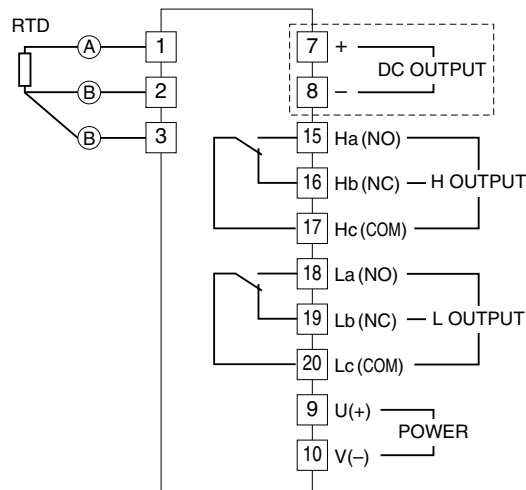 RTD
A
1
B
2
B
3
7 +
DC OUTPUT
8 –
15 Ha (NO)
16 Hb (NC) H OUTPUT
17 Hc (COM)
18 La (NO)
19 Lb (NC) L OUTPUT
20 Lc (COM)
9 U(+)
POWER
10 V(–)